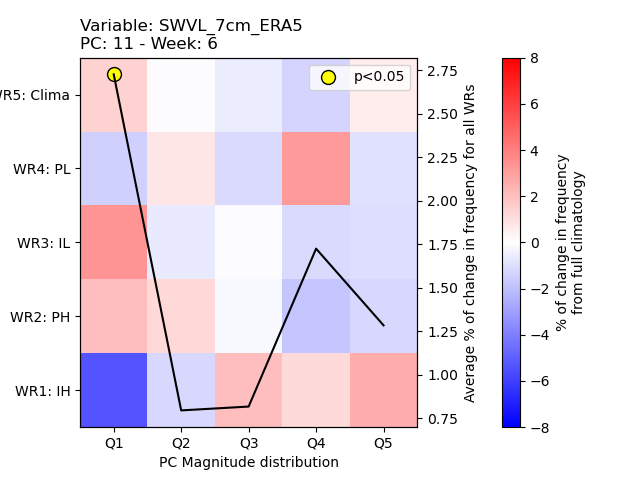 Variable: SWVL_7cm_ERA5
PC: 11 - Week: 6
p<0.05
WR5: Clima
WR4: PL
WR3: IL
WR2: PH
WR1: IH
Q1 Q2 Q3 Q4 Q5
PC Magnitude distribution
2.75
2.50
2.25
2.00
1.75
1.50
1.25
1.00
0.75
Average % of change in frequency for all WRs
8
6
4
2
0
−2
−4
−6
−8
% of change in frequency
from full climatology